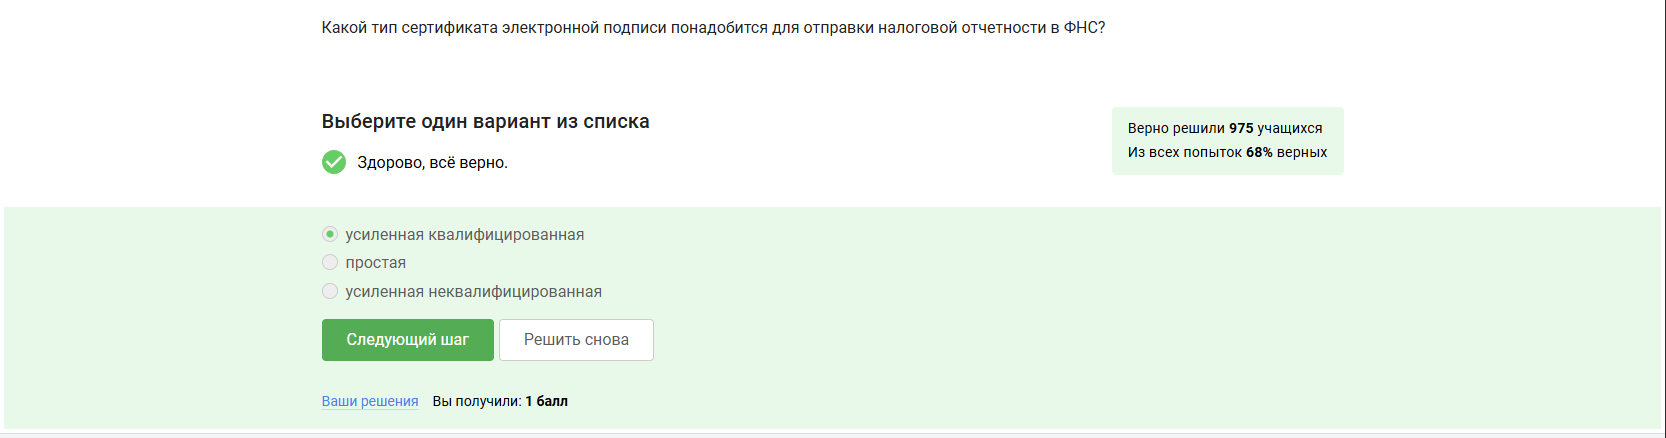 Какой тип сертификата электронной подписи понадобится для отправки налоговой отчетности в ФНС?
Выберите один вариант из списка
Здорово, всё верно.
Верно решили 975 учащихся
Из всех попыток 68% верных
усиленная квалифицированная
простая
усиленная неквалифицированная
Следующий шаг
Решить снова
Ваши решения Вы получили: 1 балл